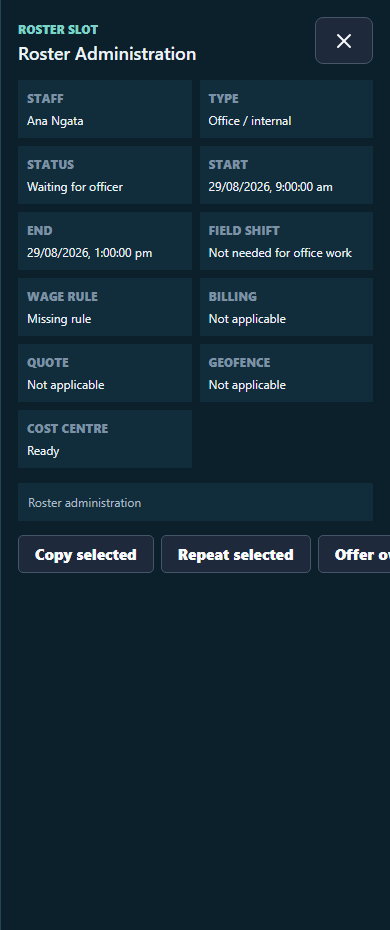 ROSTER SLOT
Roster Administration
STAFF
Ana Ngata
TYPE
Office / internal
STATUS
Waiting for officer
START
29/08/2026, 9:00:00 am
END
29/08/2026, 1:00:00 pm
FIELD SHIFT
Not needed for office work
WAGE RULE
Missing rule
BILLING
Not applicable
QUOTE
Not applicable
GEOFENCE
Not applicable
COST CENTRE
Ready
Roster administration
Copy selected
Repeat selected
Offer